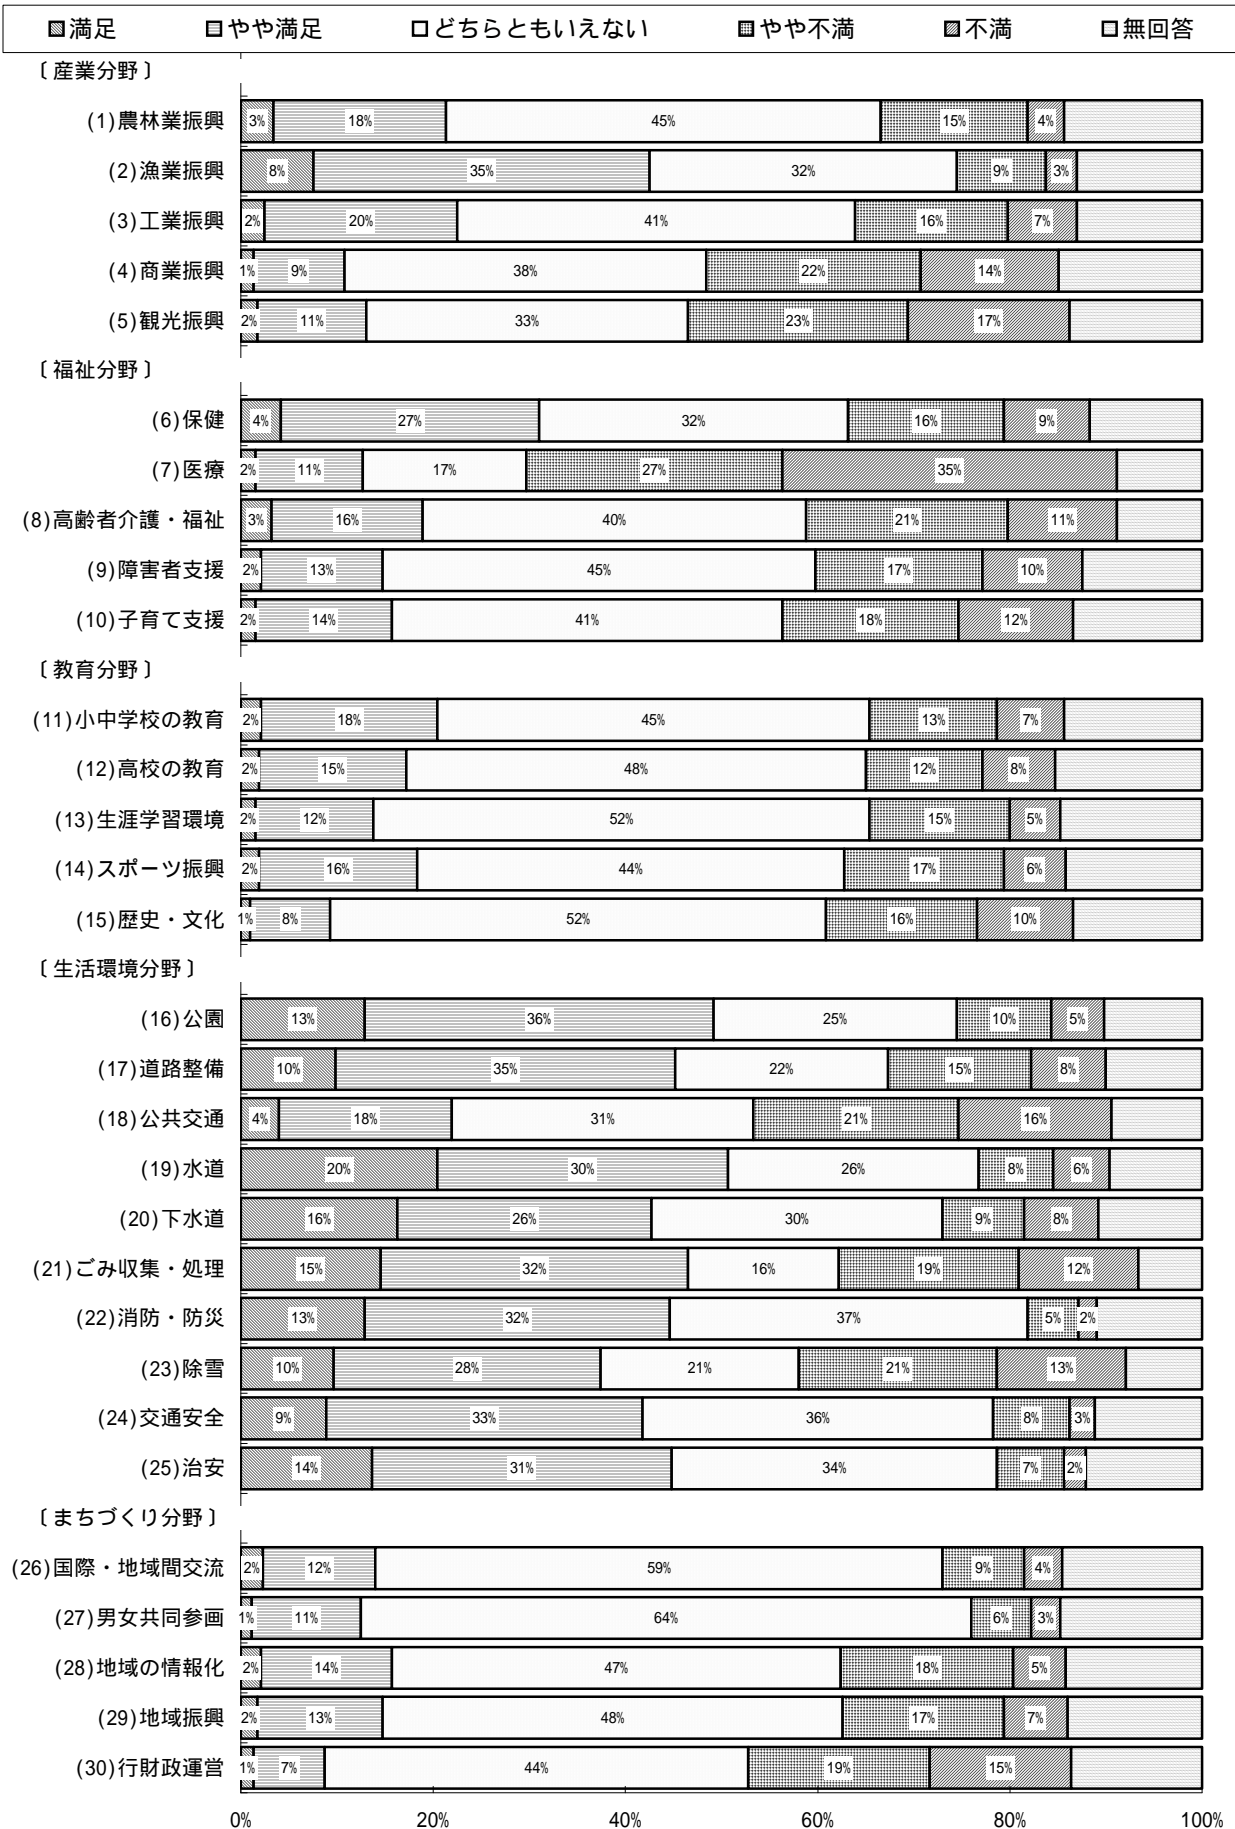 満足 やや満足 どちらともいえない やや不満 不満 無回答
〔産業分野〕
(1)農林業振興 3% 18% 45% 15% 4%
(2)漁業振興 8% 35% 32% 9% 3%
(3)工業振興 2% 20% 41% 16% 7%
(4)商業振興 1% 9% 38% 22% 14%
(5)観光振興 2% 11% 33% 23% 17%
〔福祉分野〕
(6)保健 4% 27% 32% 16% 9%
(7)医療 2% 11% 17% 27% 35%
(8)高齢者介護・福祉 3% 16% 40% 21% 11%
(9)障害者支援 2% 13% 45% 17% 10%
(10)子育て支援 2% 14% 41% 18% 12%
〔教育分野〕
(11)小中学校の教育 2% 18% 45% 13% 7%
(12)高校の教育 2% 15% 48% 12% 8%
(13)生涯学習環境 2% 12% 52% 15% 5%
(14)スポーツ振興 2% 16% 44% 17% 6%
(15)歴史・文化 1% 8% 52% 16% 10%
〔生活環境分野〕
(16)公園 13% 36% 25% 10% 5%
(17)道路整備 10% 35% 22% 15% 8%
(18)公共交通 4% 18% 31% 21% 16%
(19)水道 20% 30% 26% 8% 6%
(20)下水道 16% 26% 30% 9% 8%
(21)ごみ収集・処理 15% 32% 16% 19% 12%
(22)消防・防災 13% 32% 37% 5% 2%
(23)除雪 10% 28% 21% 21% 13%
(24)交通安全 9% 33% 36% 8% 3%
(25)治安 14% 31% 34% 7% 2%
〔まちづくり分野〕
(26)国際・地域間交流 2% 12% 59% 9% 4%
(27)男女共同参画 1% 11% 64% 6% 3%
(28)地域の情報化 2% 14% 47% 18% 5%
(29)地域振興 2% 13% 48% 17% 7%
(30)行財政運営 1% 7% 44% 19% 15%
0% 20% 40% 60% 80% 100%